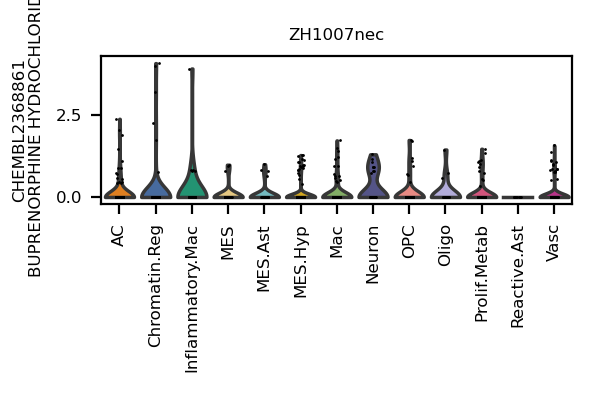 ZH1007nec
CHEMBL2368861
BUPRENORPHINE HYDROCHLORID
2.5
0.0
AC
Chromatin.Reg
Inflammatory.Mac
MES
MES.Ast
MES.Hyp
Mac
Neuron
OPC
Oligo
Prolif.Metab
Reactive.Ast
Vasc